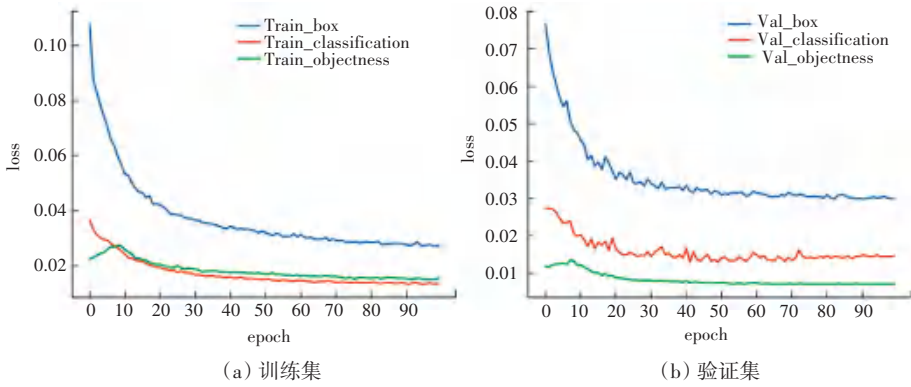 Train_box
Train_classification
Train_objectness
0.10
0.08
0.06
0.04
0.02
loss
0 10 20 30 40 50 60 70 80 90
epoch
(a) 训练集
Val_box
Val_classification
Val_objectness
0.08
0.07
0.06
0.05
0.04
0.03
0.02
0.01
loss
0 10 20 30 40 50 60 70 80 90
epoch
(b) 验证集